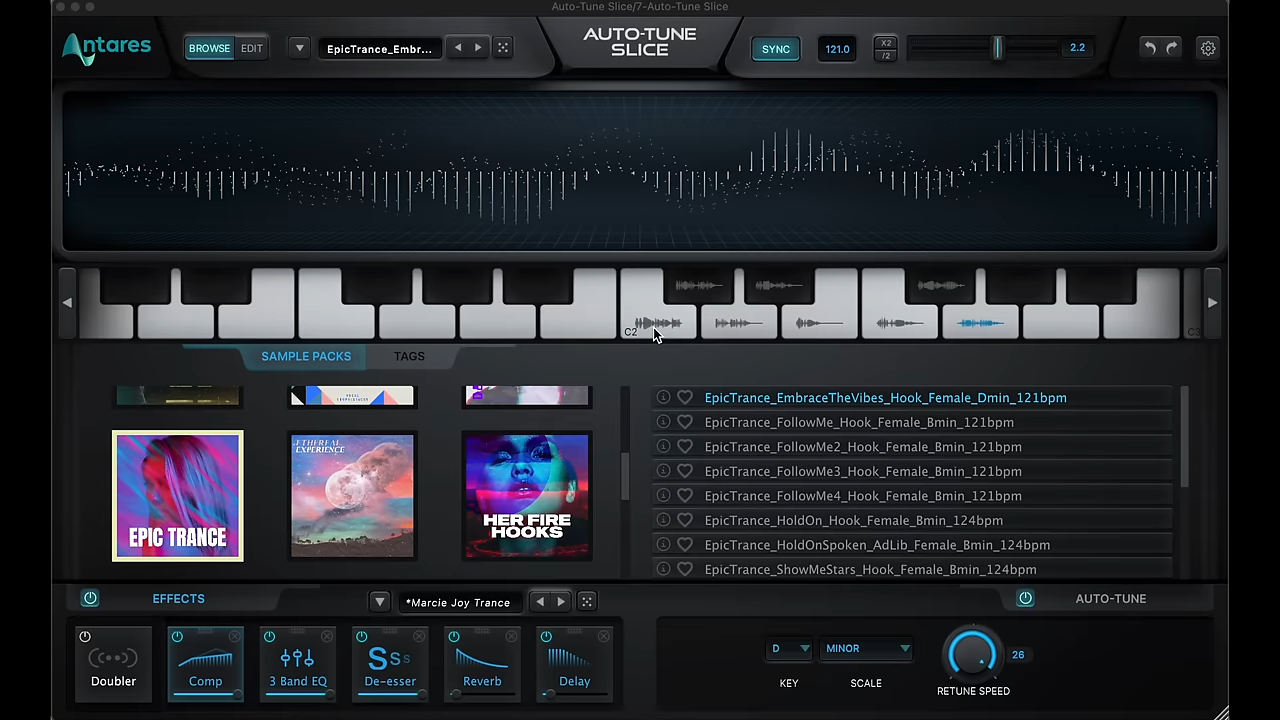 Auto-Tune Slice/7-Auto-Tune Slice
Antares
BROWSE
EDIT
EpicTrance_Embr...
AUTO-TUNE
SLICE
SYNC
121.0
X2
/2
2.2
C2
C3
SAMPLE PACKS
TAGS
EPIC TRANCE
ETHEREAL
EXPERIENCE
HER FIRE
HOOKS
EpicTrance_EmbraceTheVibes_Hook_Female_Dmin_121bpm
EpicTrance_FollowMe_Hook_Female_Bmin_121bpm
EpicTrance_FollowMe2_Hook_Female_Bmin_121bpm
EpicTrance_FollowMe3_Hook_Female_Bmin_121bpm
EpicTrance_FollowMe4_Hook_Female_Bmin_121bpm
EpicTrance_HoldOn_Hook_Female_Bmin_124bpm
EpicTrance_HoldOnSpoken_AdLib_Female_Bmin_124bpm
EpicTrance_ShowMeStars_Hook_Female_Bmin_124bpm
EFFECTS
*Marcie Joy Trance
AUTO-TUNE
Doubler
Comp
3 Band EQ
Sss
De-esser
Reverb
Delay
D
MINOR
26
KEY
SCALE
RETUNE SPEED